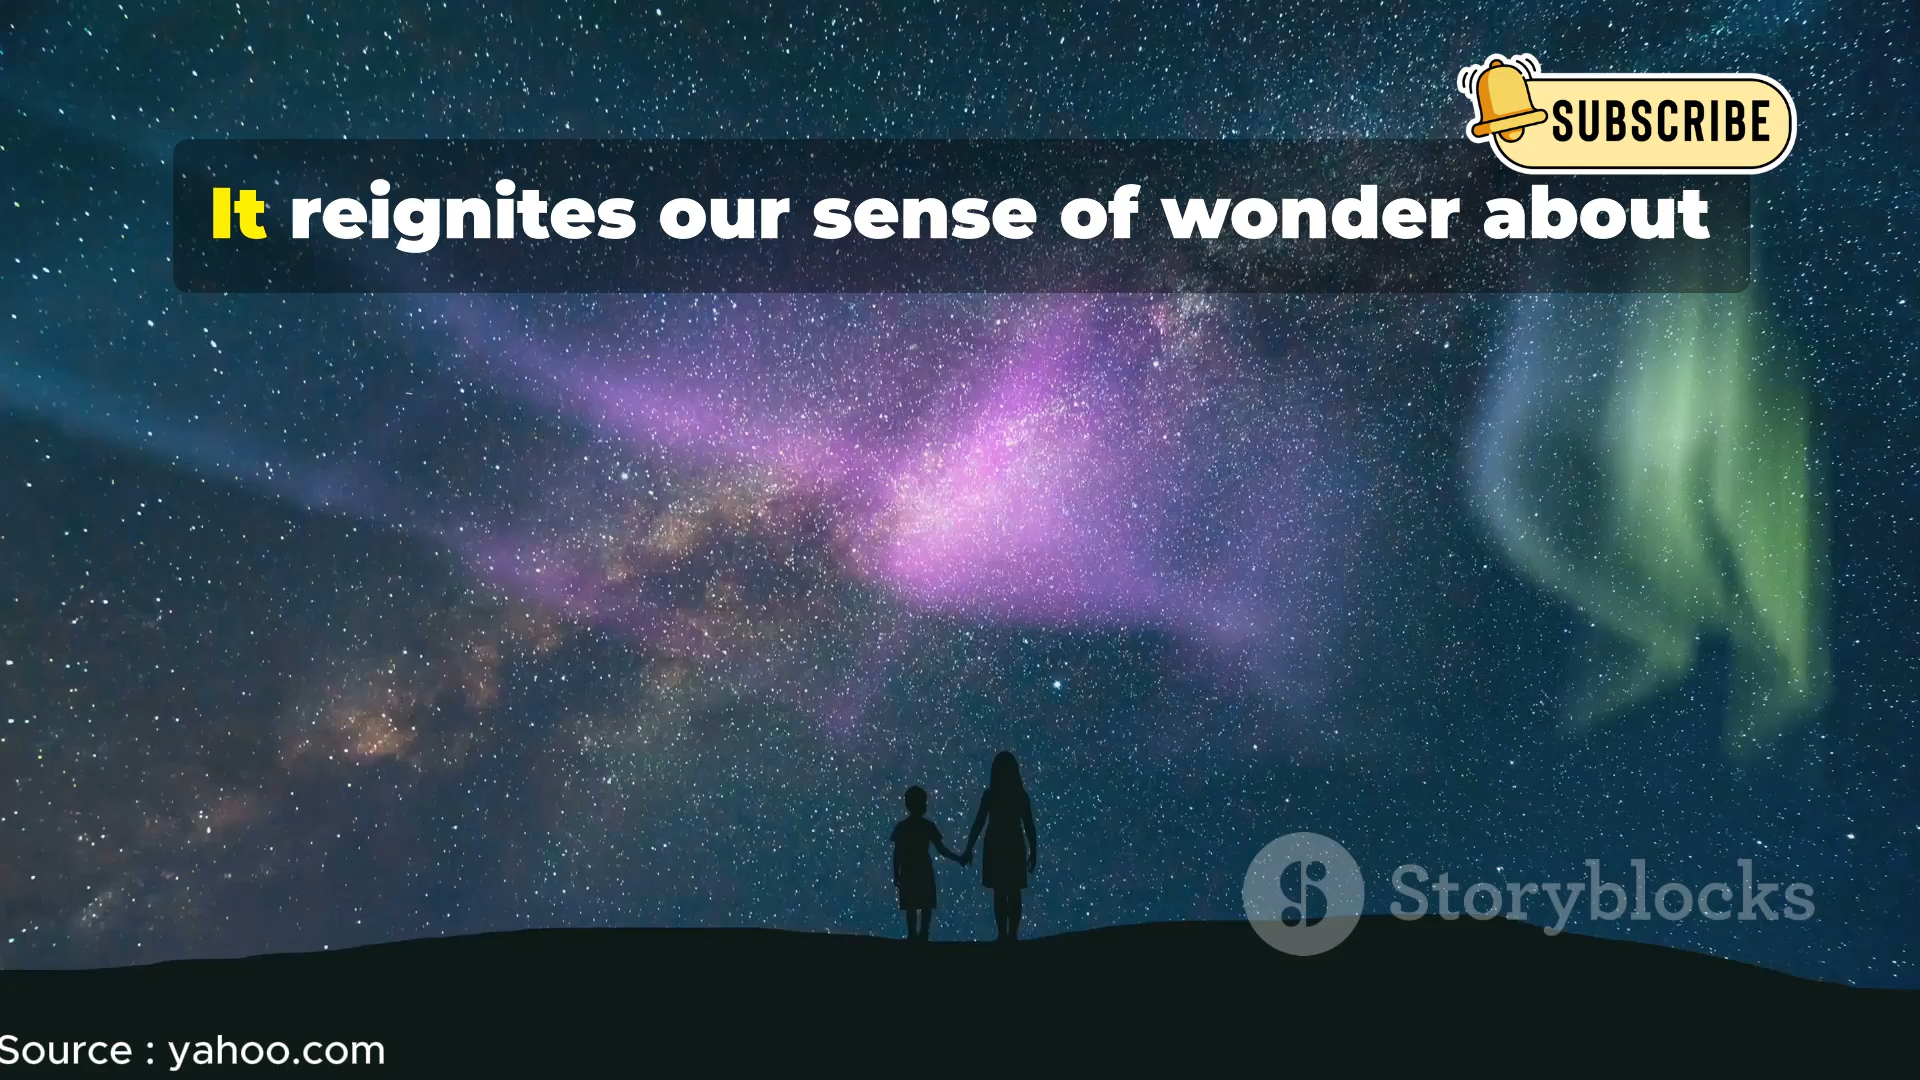 SUBSCRIBE
It reignites our sense of wonder about
Storyblocks
Source : yahoo.com